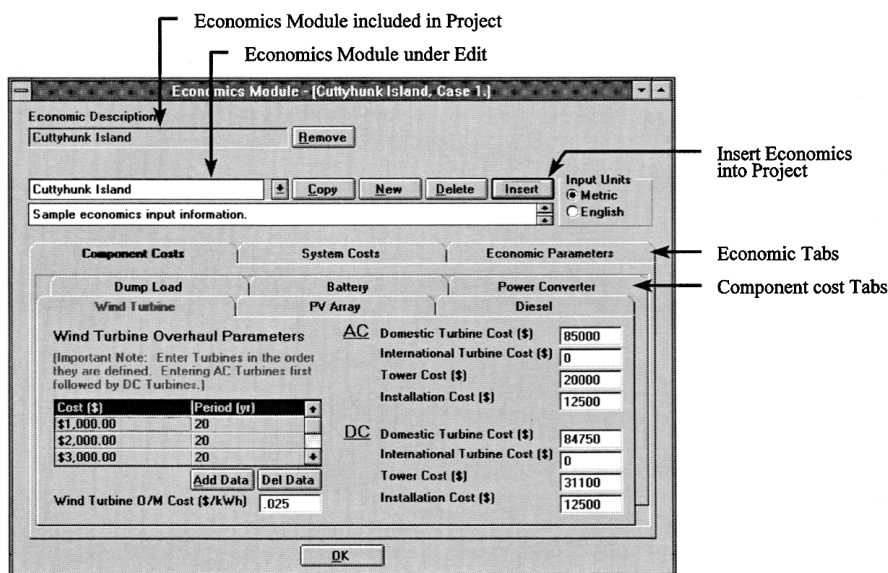 Economics Module included in Project
Economics Module under Edit
Economics Module - [Cuttyhunk Island, Case 1.]
Economic Description
Cuttyhunk Island
Remove
Insert Economics
into Project
Cuttyhunk Island
Copy
New
Delete
Insert
Input Units
Metric
English
Sample economics input information.
Component Costs
System Costs
Economic Parameters
Economic Tabs
Dump Load
Battery
Power Converter
Component cost Tabs
Wind Turbine
PV Array
Diesel
Wind Turbine Overhaul Parameters
(Important Note: Enter Turbines in the order
they are defined. Entering AC Turbines first
followed by DC Turbines.)
Cost ($) Period (yr)
$1,000.00 20
$2,000.00 20
$3,000.00 20
Add Data
Del Data
Wind Turbine O/M Cost ($/kWh) .025
AC Domestic Turbine Cost ($) 85000
International Turbine Cost ($) 0
Tower Cost ($) 20000
Installation Cost ($) 12500
DC Domestic Turbine Cost ($) 84750
International Turbine Cost ($) 0
Tower Cost ($) 31100
Installation Cost ($) 12500
OK